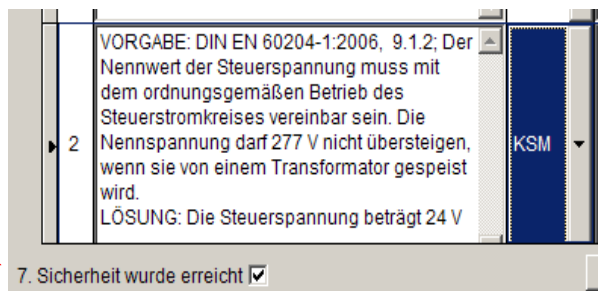 VORGABE: DIN EN 60204-1:2006, 9.1.2; Der
Nennwert der Steuerspannung muss mit
dem ordnungsgemäßen Betrieb des
Steuerstromkreises vereinbar sein. Die
Nennspannung darf 277 V nicht übersteigen,
wenn sie von einem Transformator gespeist
wird.
LÖSUNG: Die Steuerspannung beträgt 24 V
2
KSM
7. Sicherheit wurde erreicht